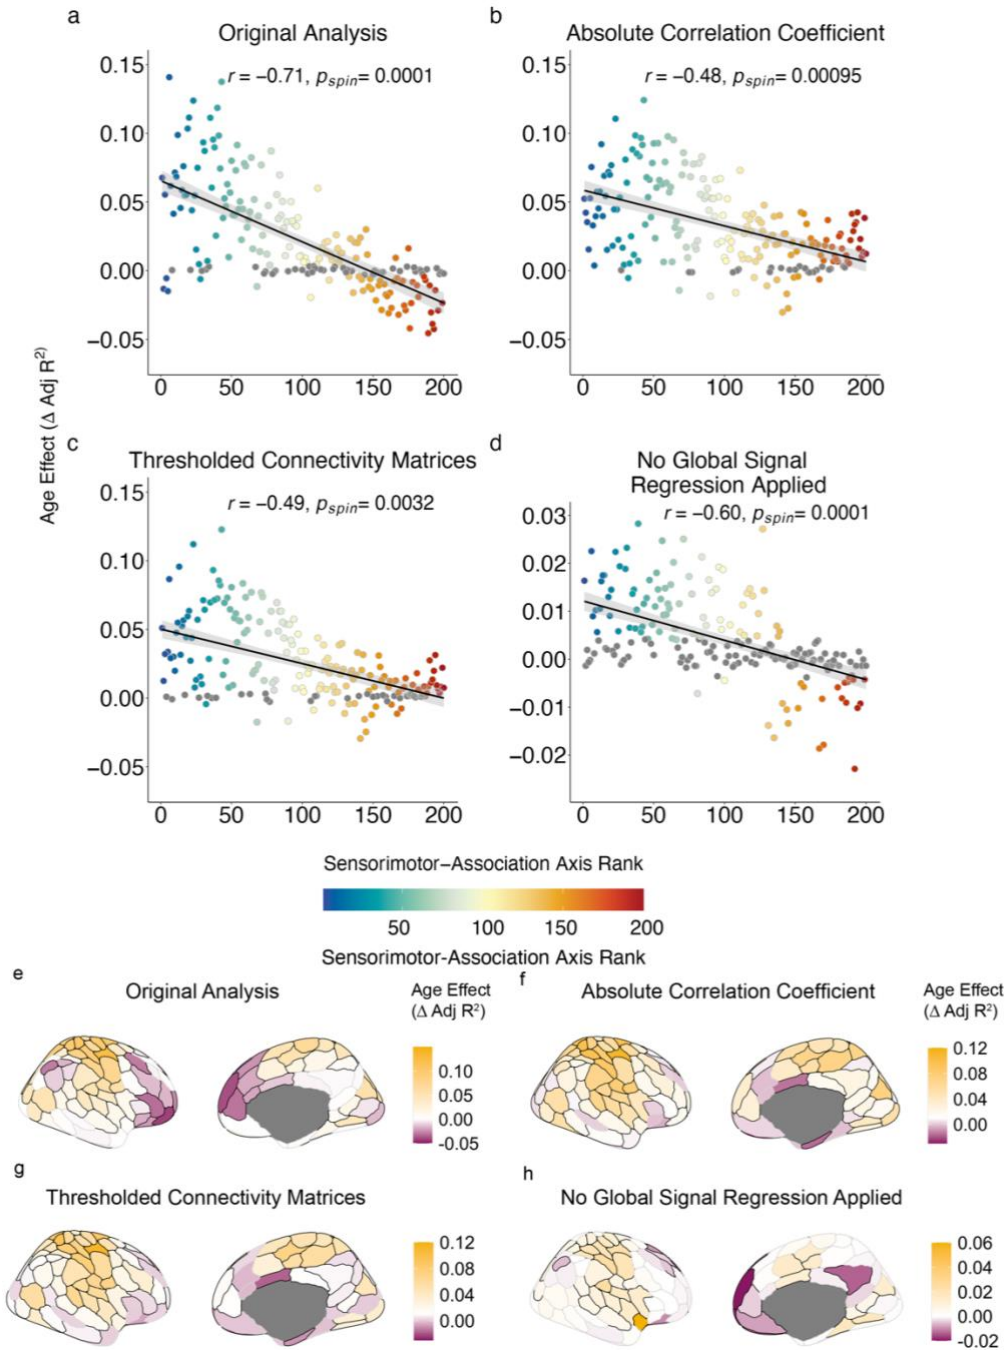 a
Original Analysis
r = −0.71, pspin= 0.0001
0.15
0.10
0.05
0.00
−0.05
0 50 100 150 200
b
Absolute Correlation Coefficient
r = −0.48, pspin= 0.00095
0.15
0.10
0.05
0.00
−0.05
0 50 100 150 200
Age Effect (Δ Adj R²)
c
Thresholded Connectivity Matrices
r = −0.49, pspin= 0.0032
0.15
0.10
0.05
0.00
−0.05
0 50 100 150 200
d
No Global Signal
Regression Applied
r = −0.60, pspin= 0.0001
0.03
0.02
0.01
0.00
−0.01
−0.02
0 50 100 150 200
Sensorimotor−Association Axis Rank
50 100 150 200
Sensorimotor-Association Axis Rank
e
Original Analysis
Age Effect
(Δ Adj R²)
0.10
0.05
0.00
-0.05
f
Absolute Correlation Coefficient
Age Effect
(Δ Adj R²)
0.12
0.08
0.04
0.00
g
Thresholded Connectivity Matrices
0.12
0.08
0.04
0.00
h
No Global Signal Regression Applied
0.06
0.04
0.02
0.00
-0.02